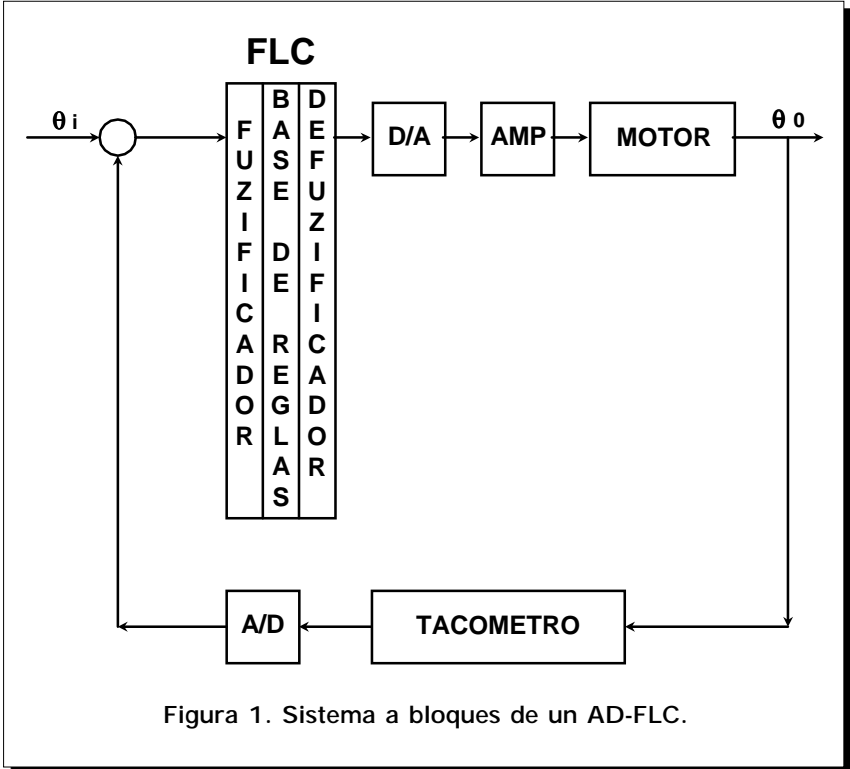 FLC
θ i
FUZIFICADOR
BASE DE REGLAS
DEFUZIFICADOR
D/A
AMP
MOTOR
θ 0
A/D
TACOMETRO
Figura 1. Sistema a bloques de un AD-FLC.